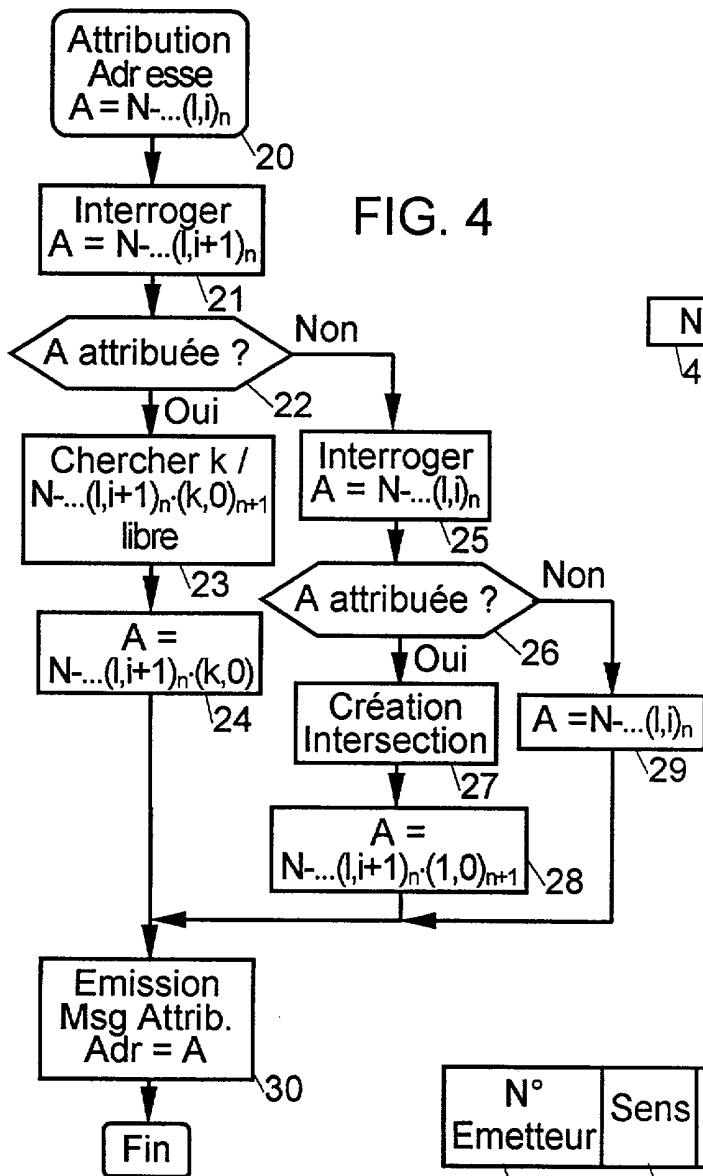 Attribution
Adresse
A = N-...(l,i)n
20
Interroger
A = N-...(l,i+1)n
21
FIG. 4
A attribuée ?
22
Non
Oui
N
4
Chercher k /
N-...(l,i+1)n·(k,0)n+1
libre
23
Interroger
A = N-...(l,i)n
25
A =
N-...(l,i+1)n·(k,0)
24
A attribuée ?
26
Non
Oui
Création
Intersection
27
A =N-...(l,i)n
29
A =
N-...(l,i+1)n·(1,0)n+1
28
Emission
Msg Attrib.
Adr = A
30
Fin
N°
Emetteur
Sens